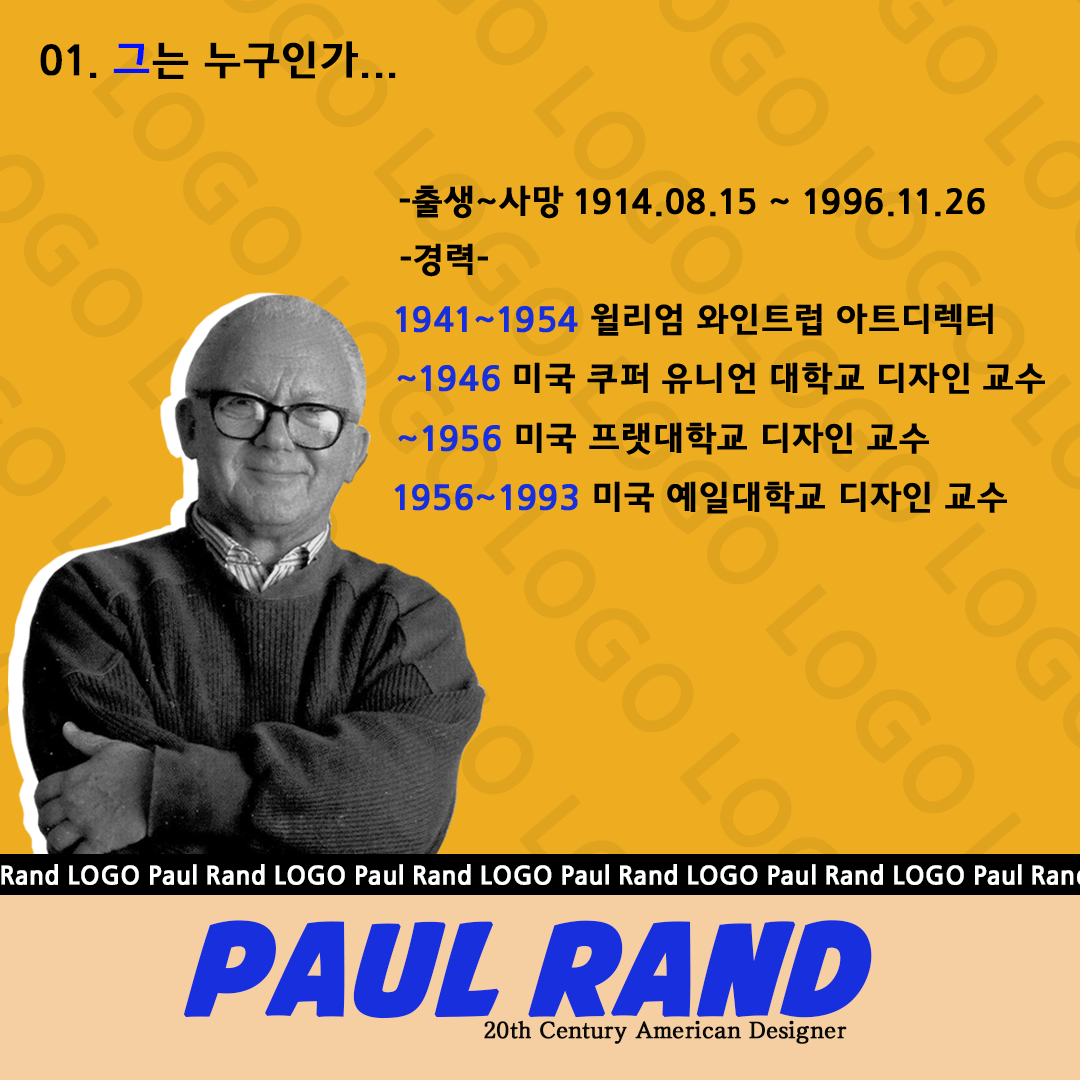 01. 그는 누구인가...
-출생~사망 1914.08.15 ~ 1996.11.26
-경력-
1941~1954 윌리엄 와인트럽 아트디렉터
~1946 미국 쿠퍼 유니언 대학교 디자인 교수
~1956 미국 프랫대학교 디자인 교수
1956~1993 미국 예일대학교 디자인 교수
Rand LOGO Paul Rand LOGO Paul Rand LOGO Paul Rand LOGO Paul Rand LOGO Paul Rand
PAUL RAND
20th Century American Designer